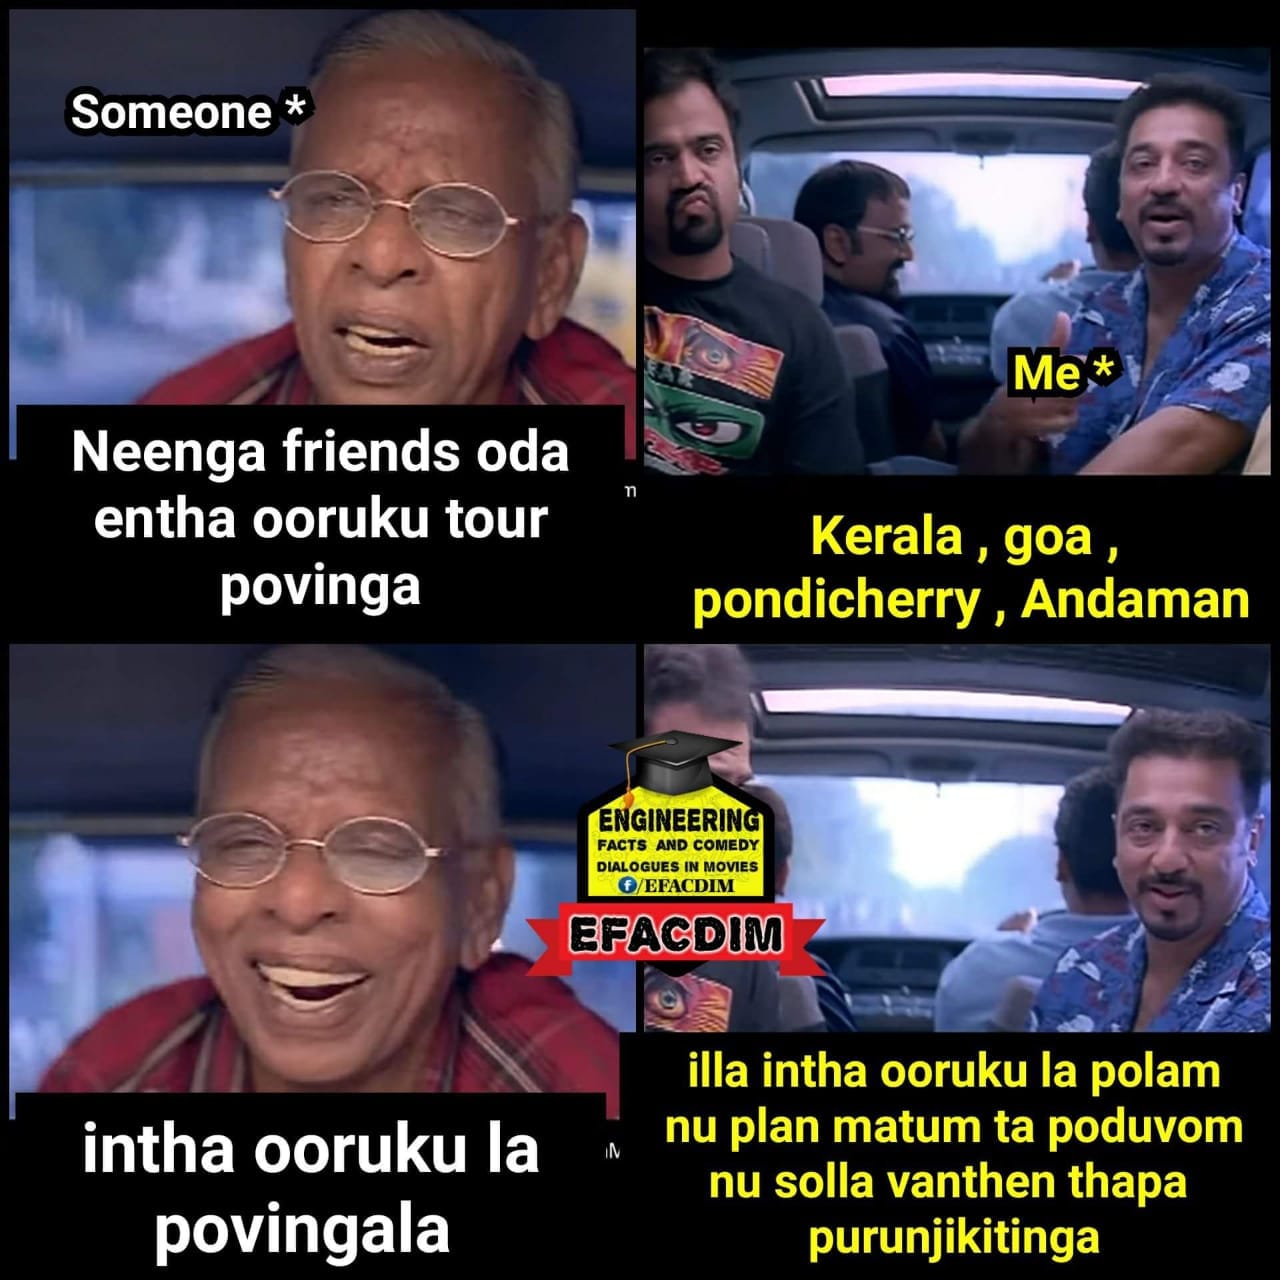 Someone *
Neenga friends oda
entha ooruku tour
povinga
Me *
Kerala , goa ,
pondicherry , Andaman
intha ooruku la
povingala
ENGINEERING
FACTS AND COMEDY
DIALOGUES IN MOVIES
f/EFACDIM
EFACDIM
illa intha ooruku la polam
nu plan matum ta poduvom
nu solla vanthen thapa
purunjikitinga